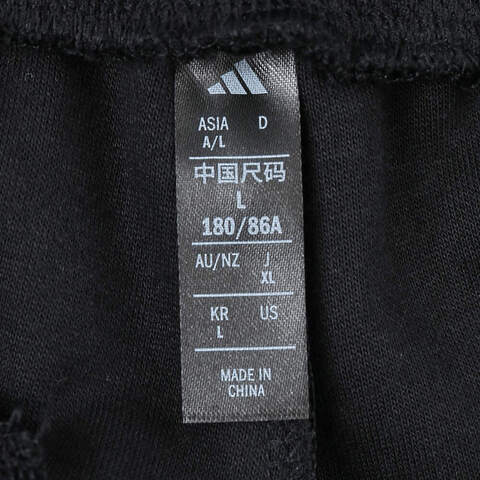 ASIA D
A/L
中国尺码
L
180/86A
AU/NZ J
XL
KR US
L
MADE IN
CHINA